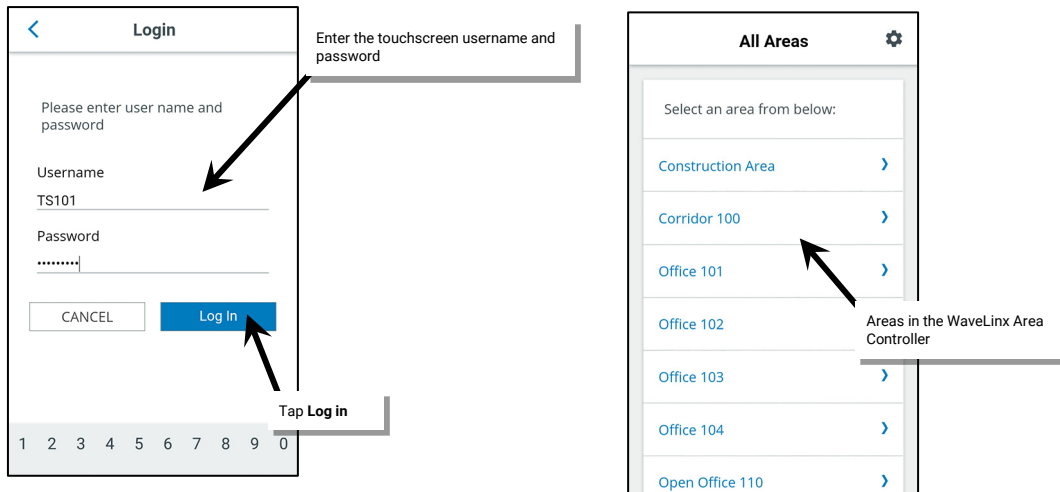 Login
Enter the touchscreen username and
password
Please enter user name and
password
Username
TS101
Password
•••••••••
CANCEL
Log In
Tap Log in
1 2 3 4 5 6 7 8 9 0
All Areas
Select an area from below:
Construction Area
Corridor 100
Office 101
Office 102
Areas in the WaveLinx Area
Controller
Office 103
Office 104
Open Office 110